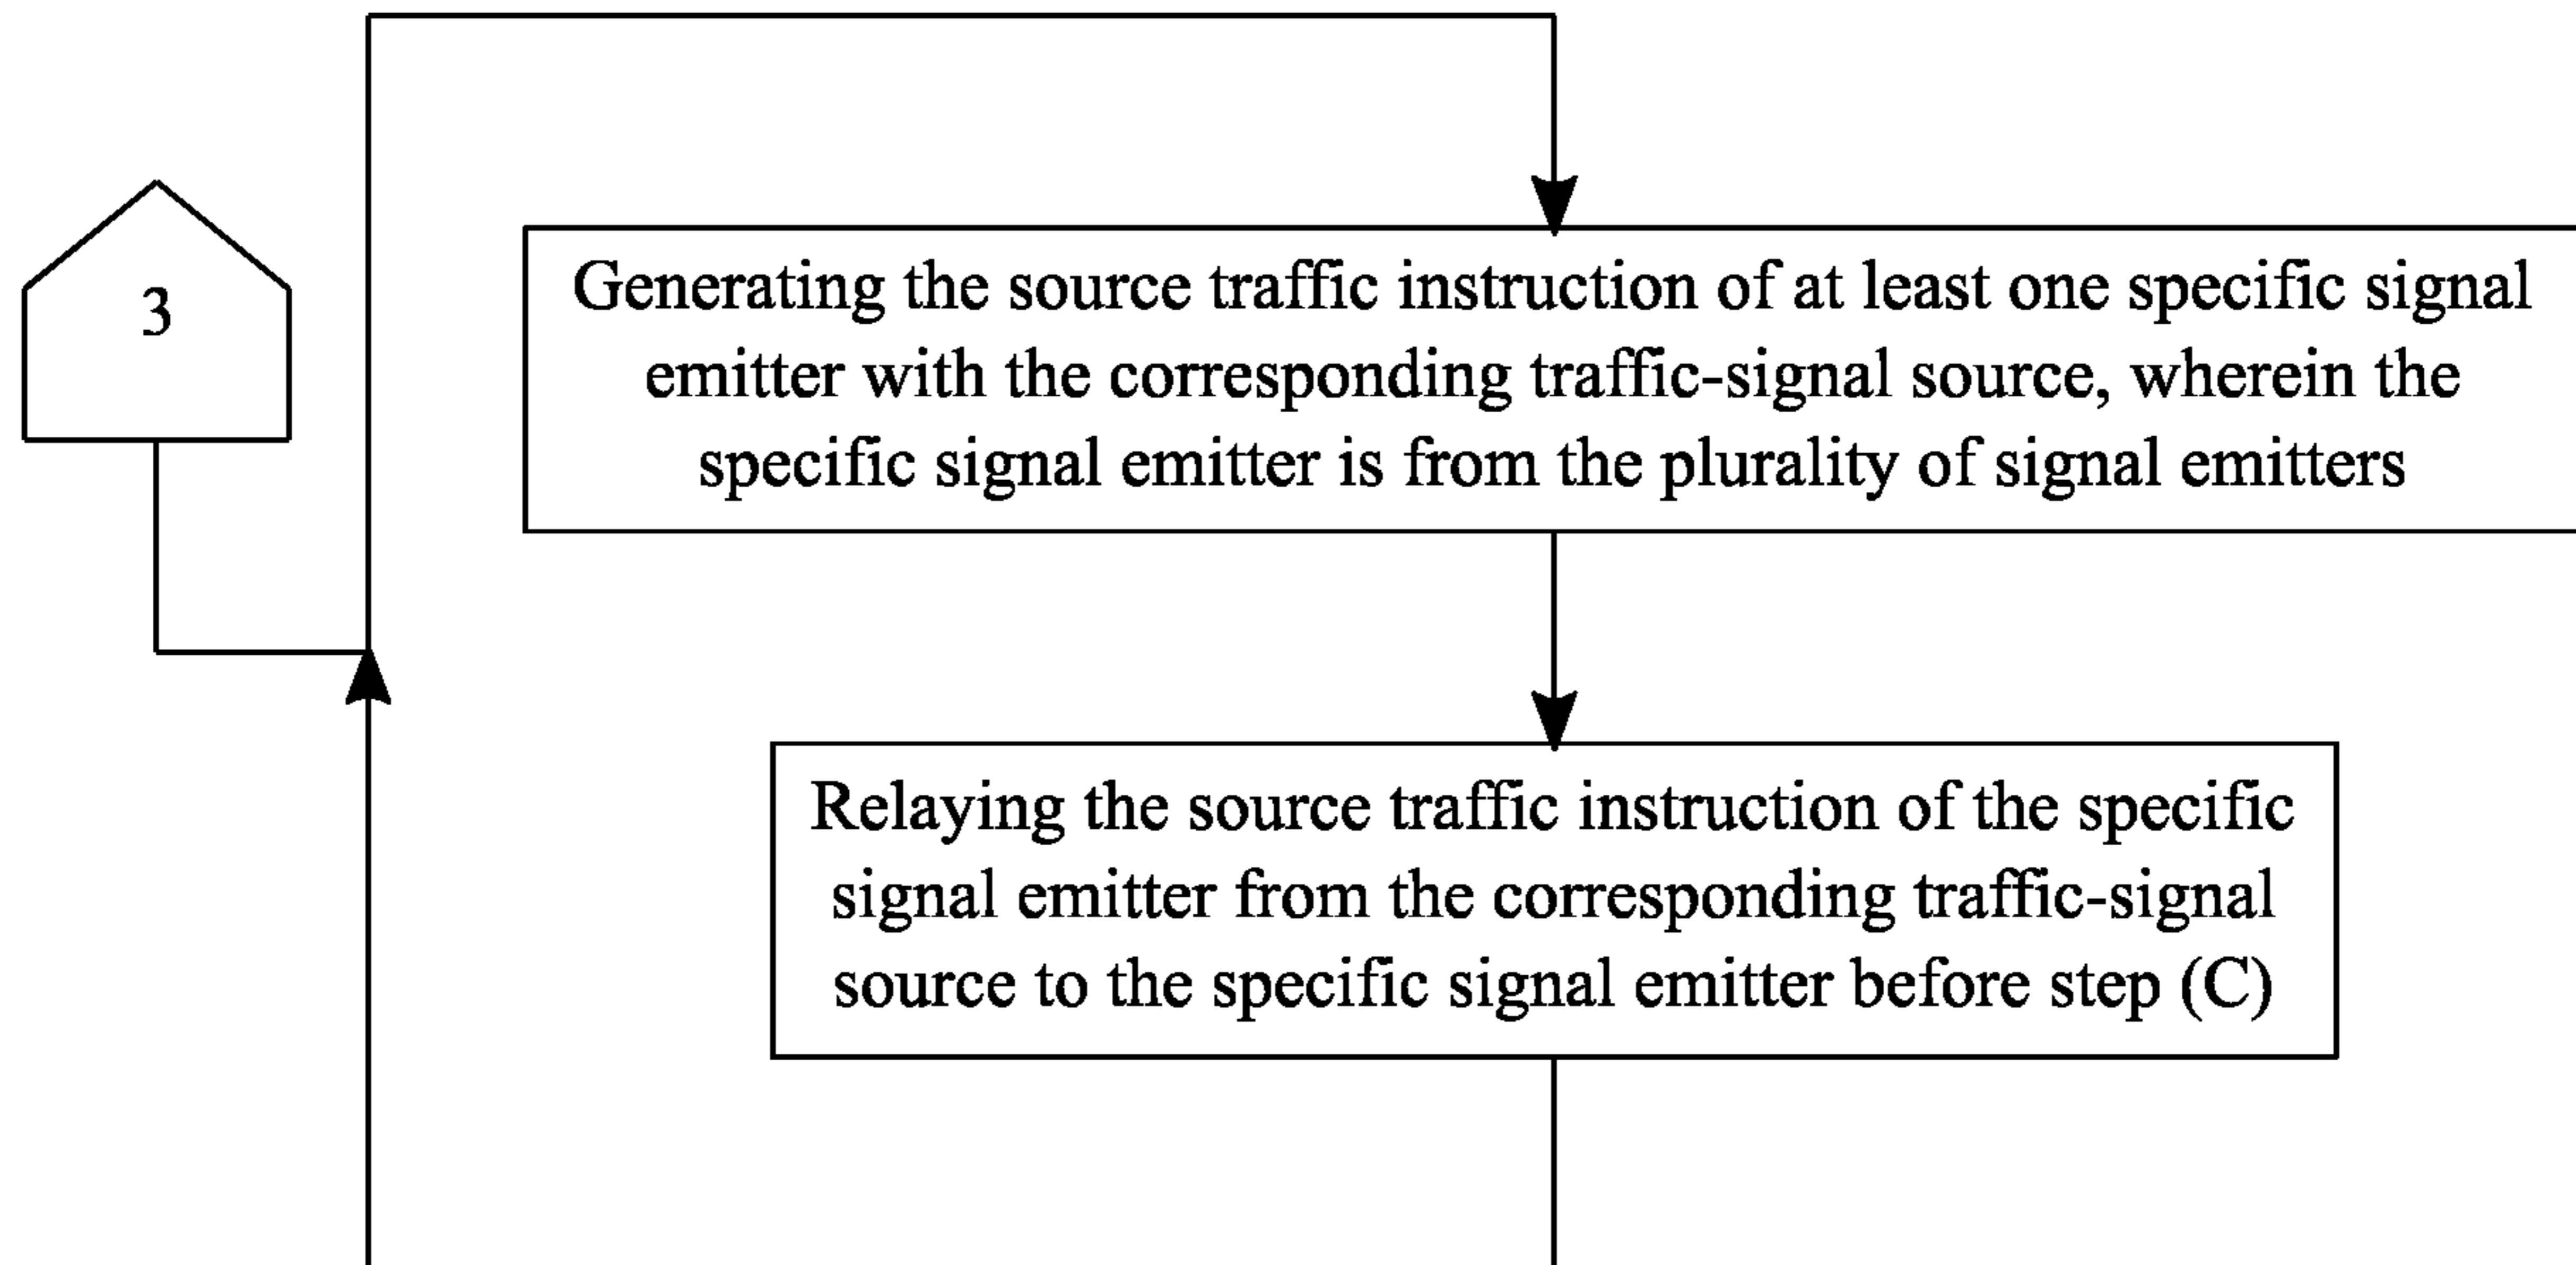 3
Generating the source traffic instruction of at least one specific signal
emitter with the corresponding traffic-signal source, wherein the
specific signal emitter is from the plurality of signal emitters
Relaying the source traffic instruction of the specific
signal emitter from the corresponding traffic-signal
source to the specific signal emitter before step (C)